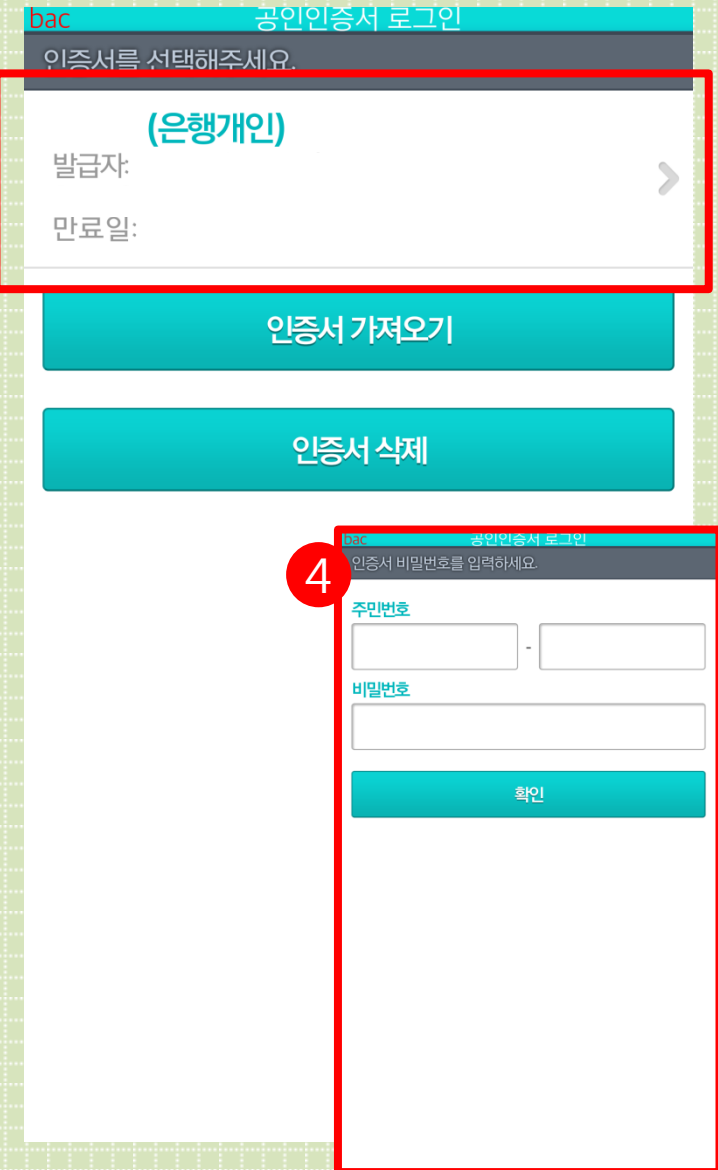 bac 공인인증서 로그인
인증서를 선택해주세요.
(은행개인)
발급자:
만료일:
인증서 가져오기
인증서 삭제
4
bac 공인인증서 로그인
인증서 비밀번호를 입력하세요.
주민번호
-
비밀번호
확인